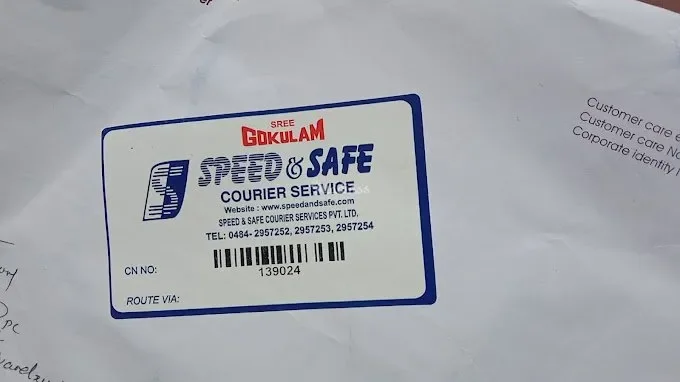 SREE
GOKULAM
SPEED & SAFE
COURIER SERVICE
Website : www.speedandsafe.com
SPEED & SAFE COURIER SERVICES PVT. LTD.
TEL: 0484- 2957252, 2957253, 2957254
139024
CN NO:
ROUTE VIA:
Customer care e
Customer care No
Corporate identity